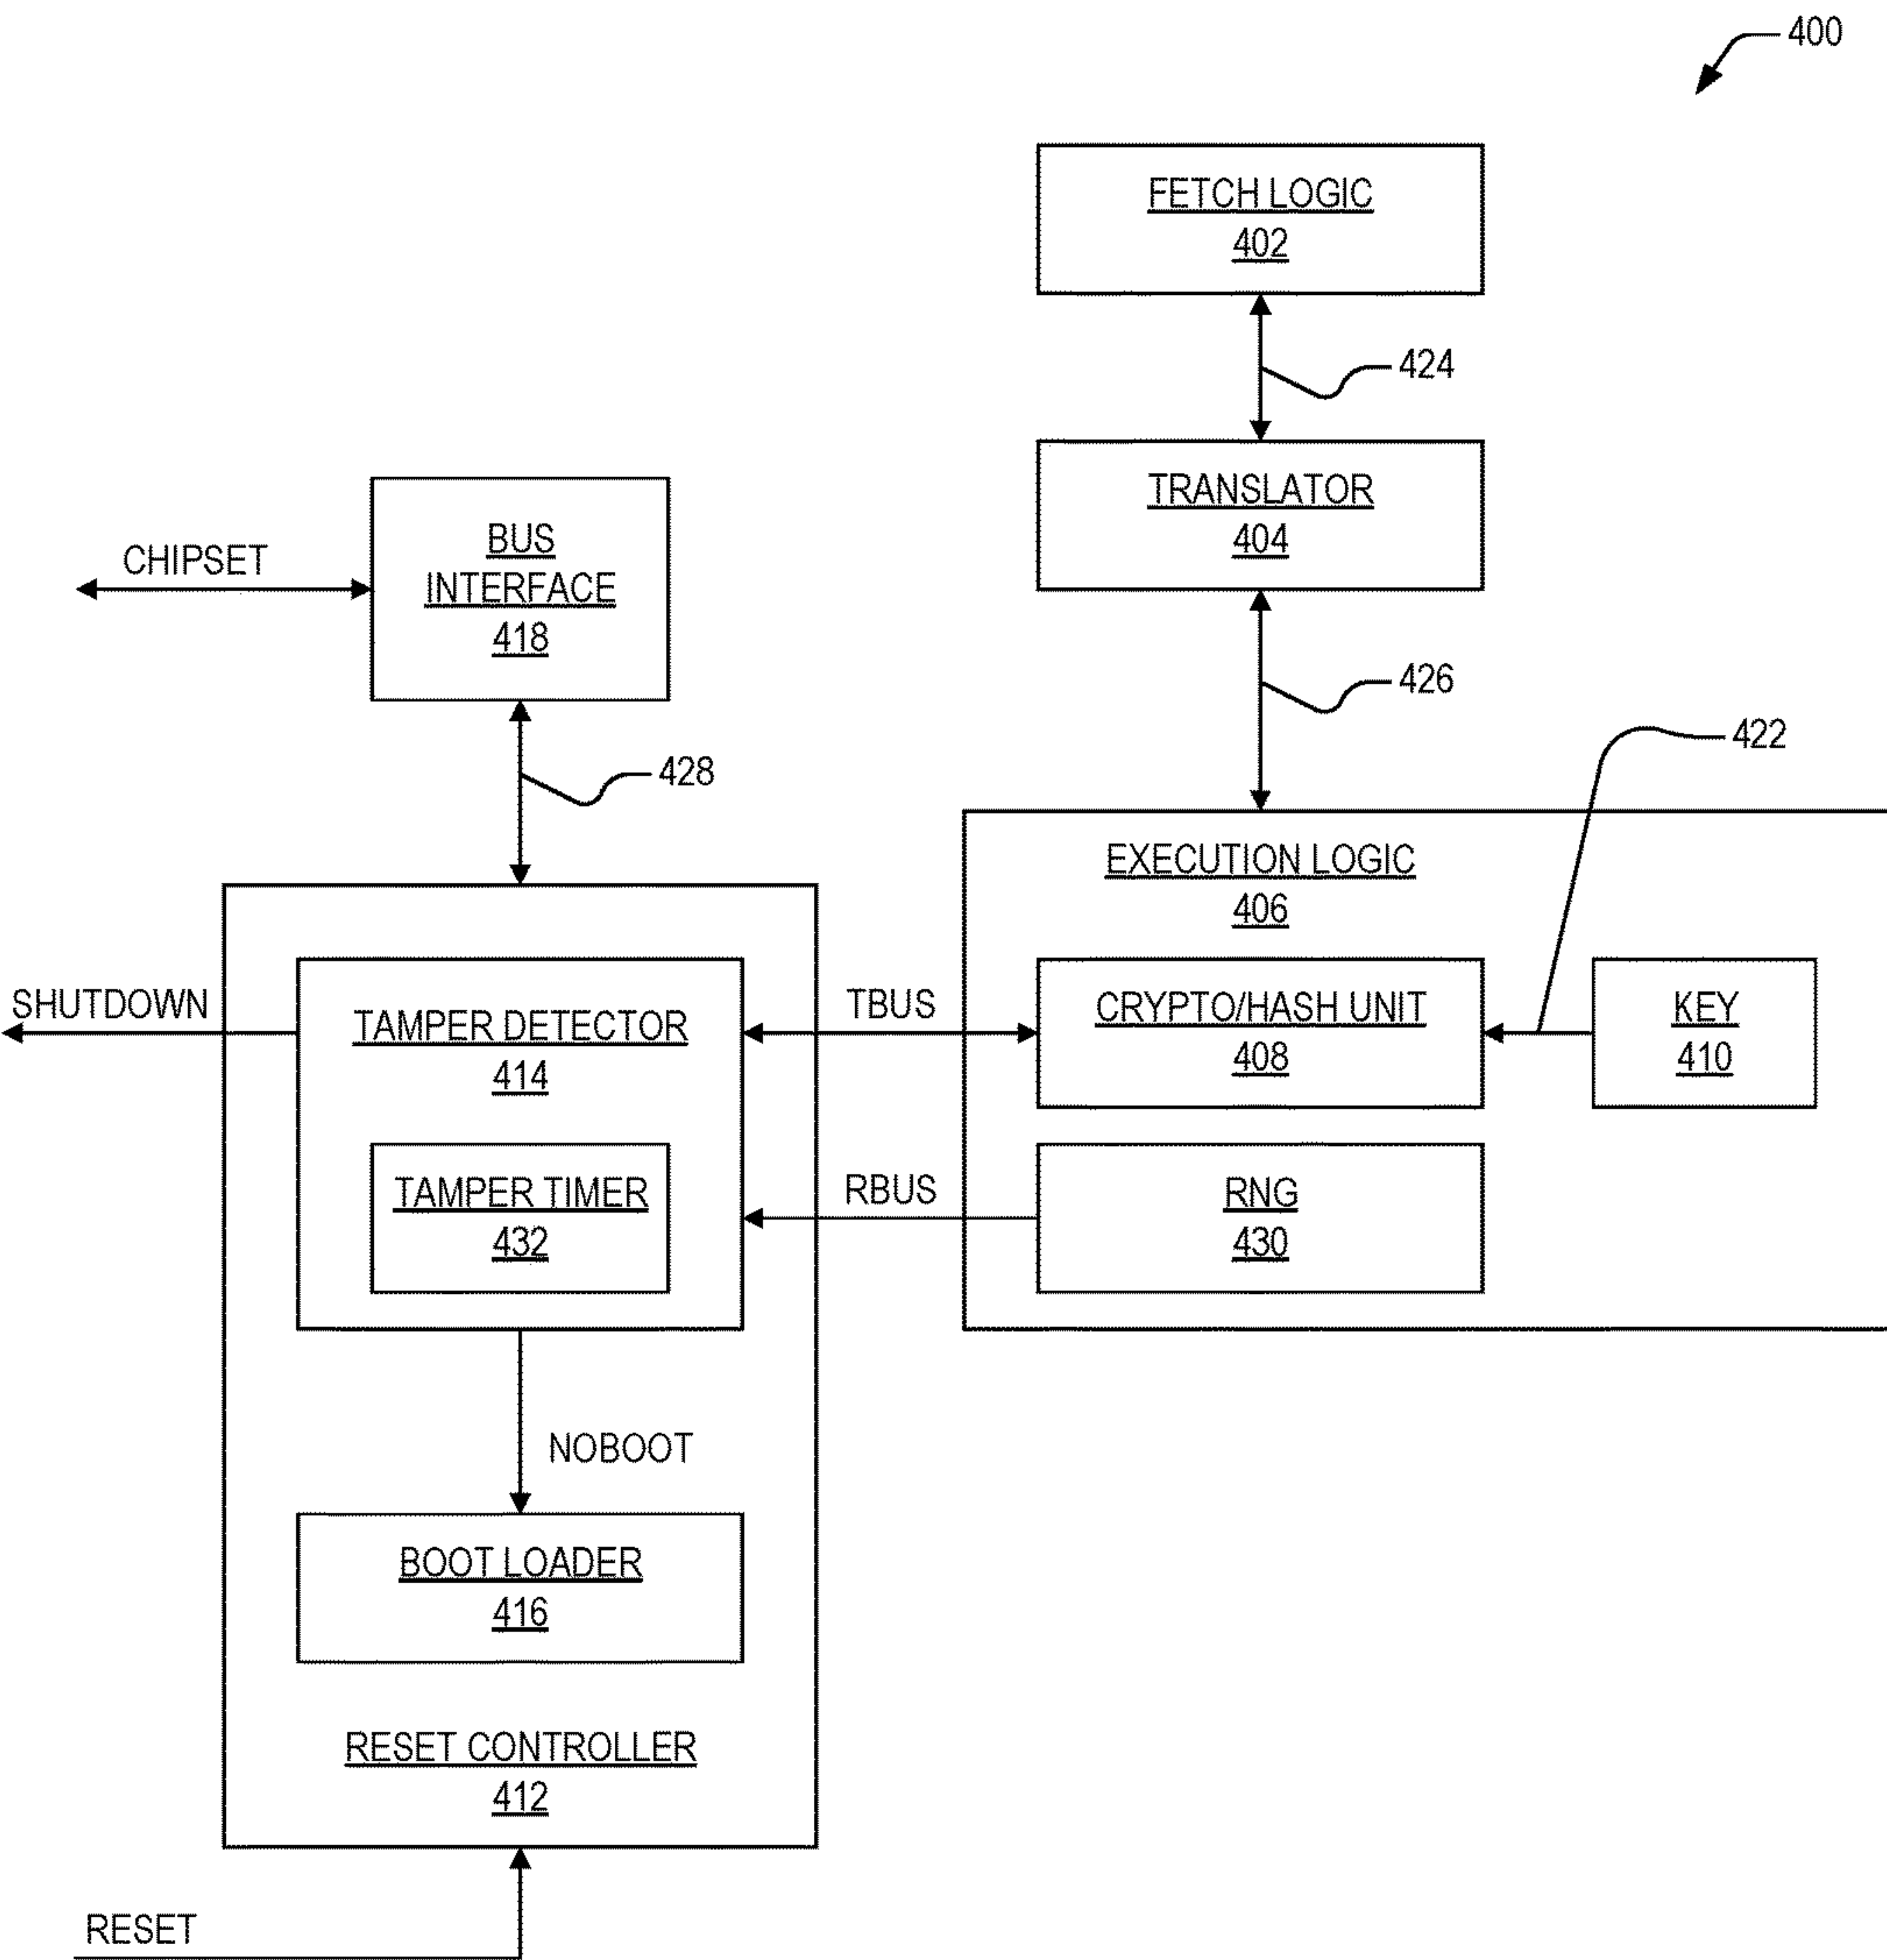 400
FETCH LOGIC
402
424
TRANSLATOR
404
BUS
INTERFACE
418
CHIPSET
426
422
428
EXECUTION LOGIC
406
SHUTDOWN
TAMPER DETECTOR
414
TBUS
CRYPTO/HASH UNIT
408
KEY
410
TAMPER TIMER
432
RBUS
RNG
430
NOBOOT
BOOT LOADER
416
RESET CONTROLLER
412
RESET